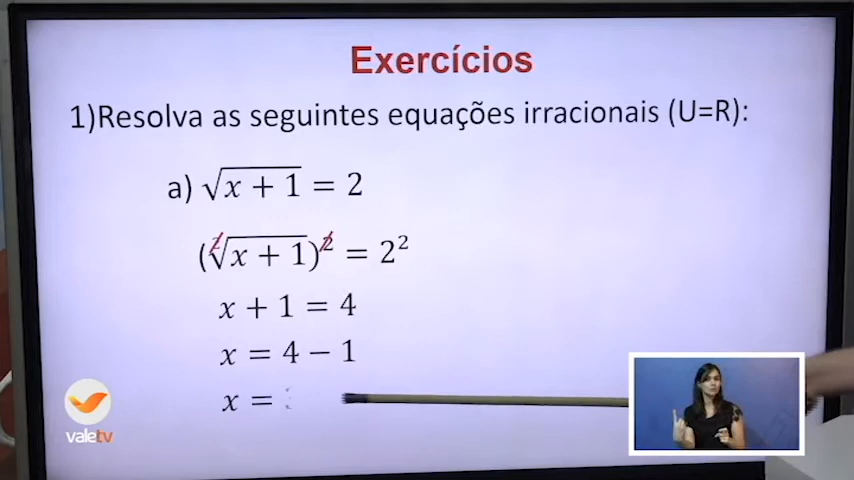 Exercícios
1)Resolva as seguintes equações irracionais (U=R):
a) √(x + 1) = 2
(²√(x + 1))² = 2²
x + 1 = 4
x = 4 − 1
x =
valetv